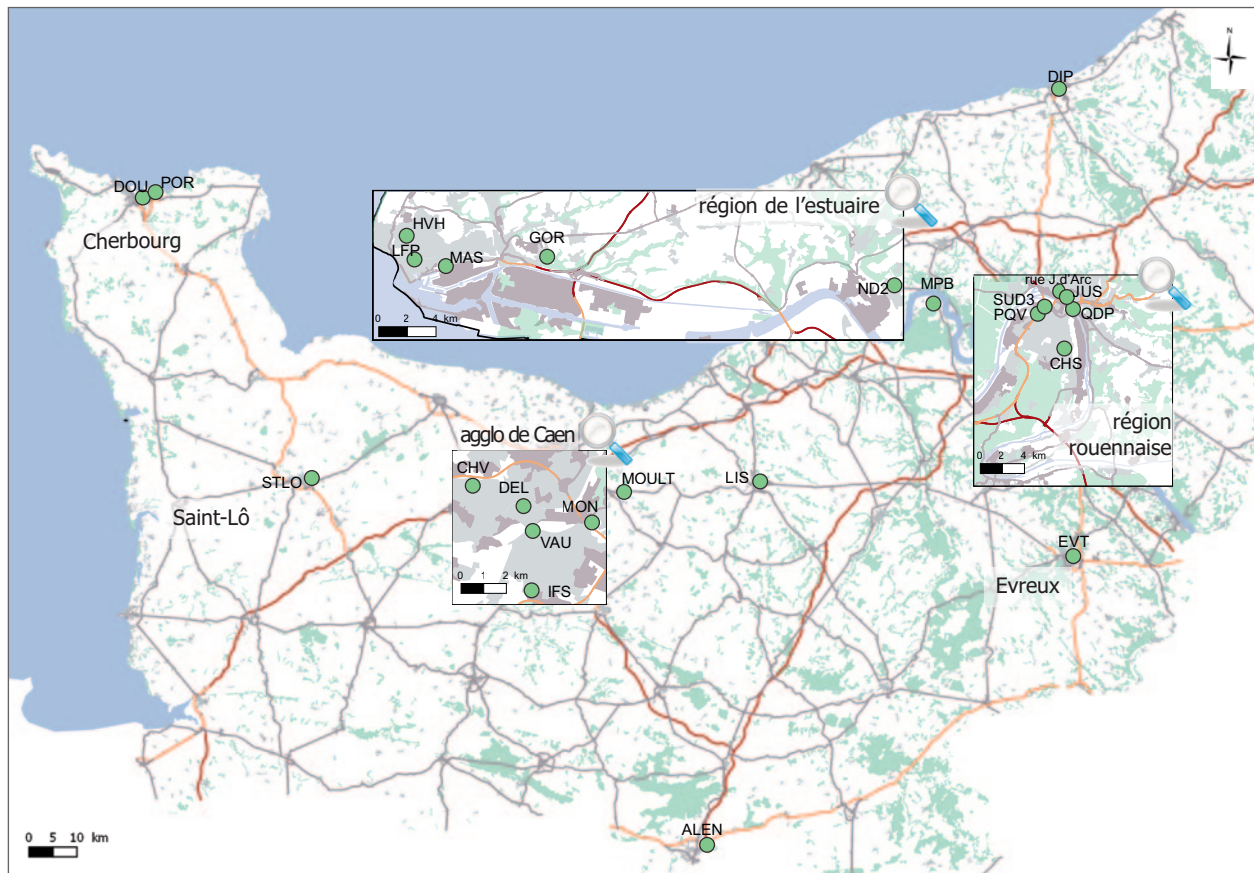 N
DIP
DOU
POR
Cherbourg
région de l'estuaire
HVH
LFP
MAS
GOR
ND2
MPB
0 2 4 km
rue J.d'Arc
JUS
SUD3
PQV
QDP
CHS
région
rouennaise
0 2 4 km
agglo de Caen
CHV
DEL
MON
VAU
IFS
0 1 2 km
MOULT
LIS
STLO
Saint-Lô
EVT
Evreux
ALEN
0 5 10 km